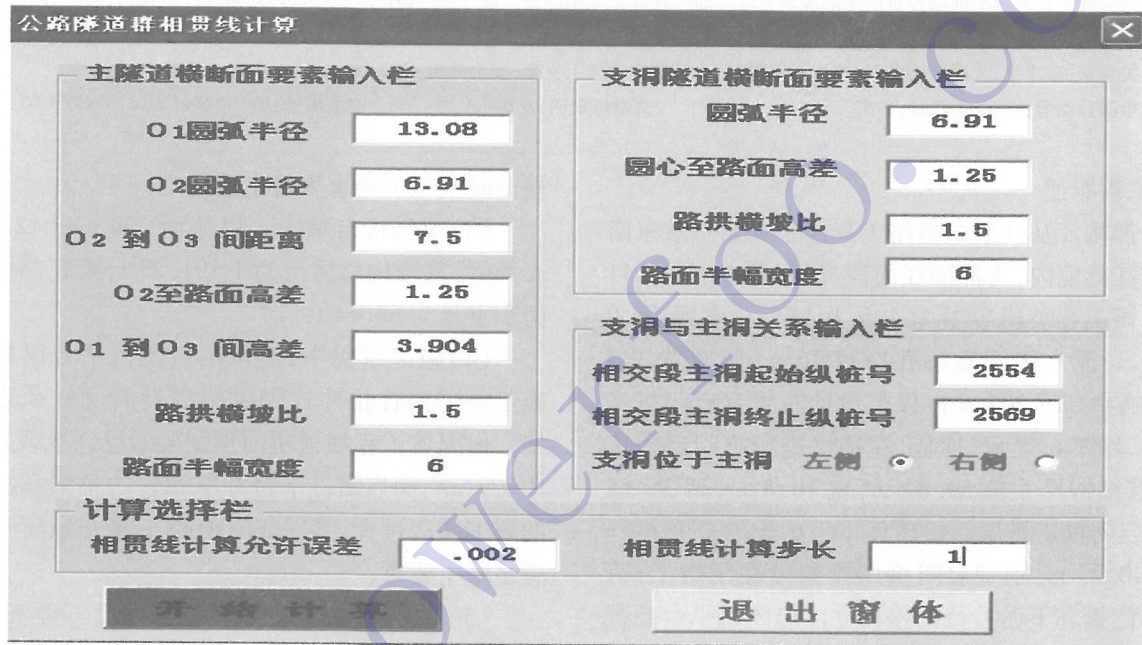 公路隧道群相贯线计算
主隧道横断面要素输入栏
O1圆弧半径 13.08
O2圆弧半径 6.91
O2 到O3 间距离 7.5
O2至路面高差 1.25
O1 到O3 间高差 3.904
路拱横坡比 1.5
路面半幅宽度 6
支洞隧道横断面要素输入栏
圆弧半径 6.91
圆心至路面高差 1.25
路拱横坡比 1.5
路面半幅宽度 6
支洞与主洞关系输入栏
相交段主洞起始纵桩号 2554
相交段主洞终止纵桩号 2569
支洞位于主洞 左侧 右侧
计算选择栏
相贯线计算允许误差 .002
相贯线计算步长 1
开始计算
退出窗体
owerfoo.co